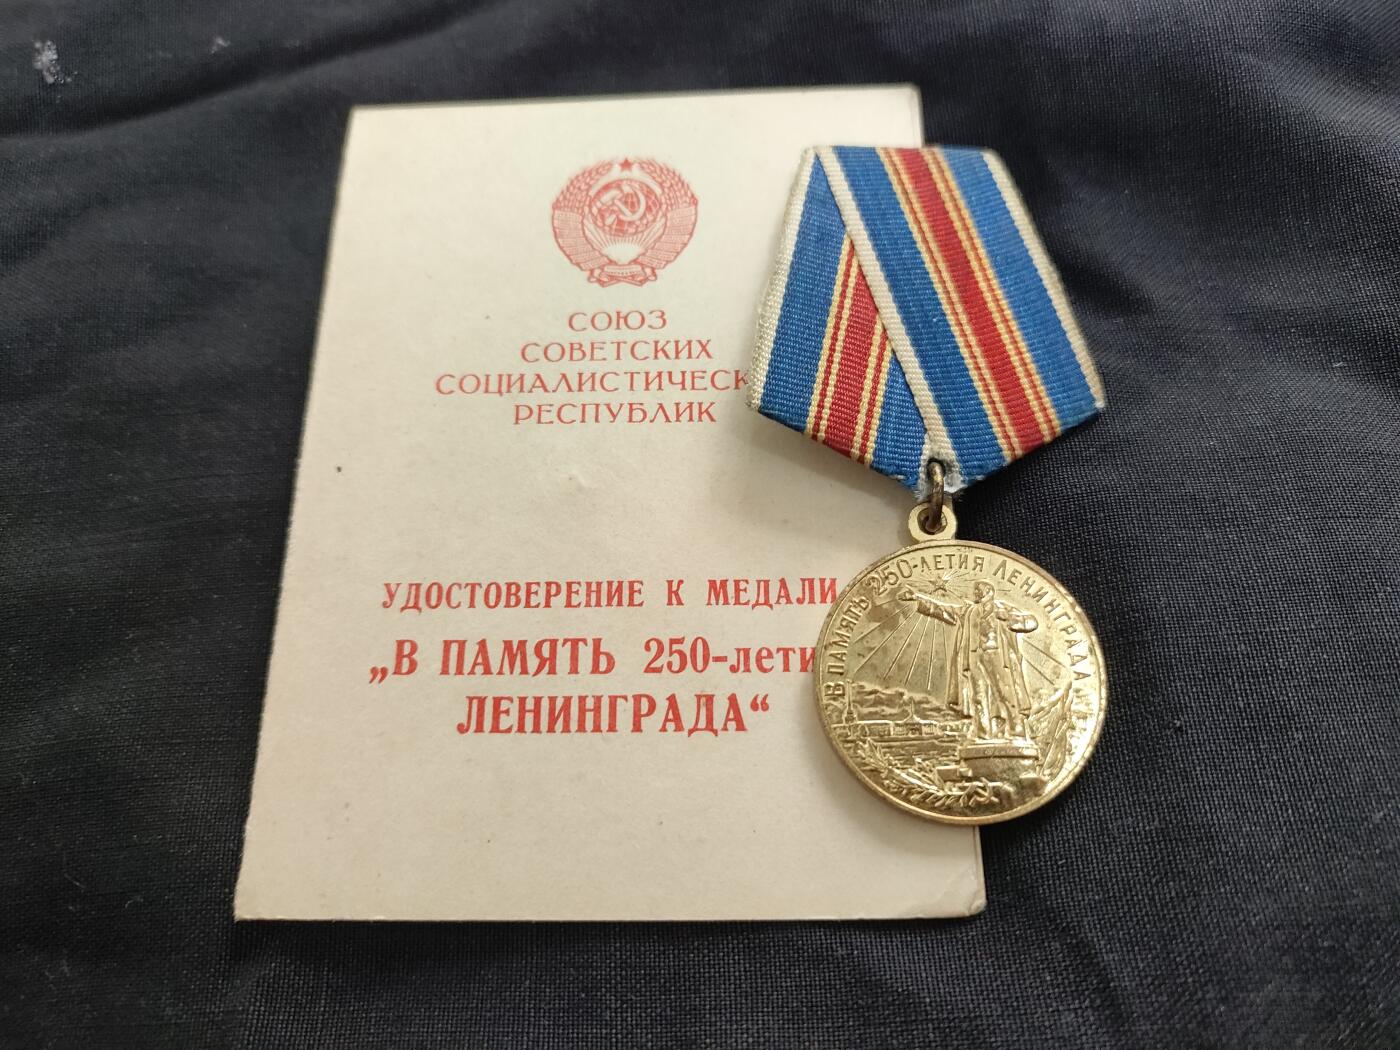 СОЮЗ
СОВЕТСКИХ
СОЦИАЛИСТИЧЕСК
РЕСПУБЛИК
УДОСТОВЕРЕНИЕ К МЕДАЛИ
„В ПАМЯТЬ 250-лети
ЛЕНИНГРАДА“
В ПАМЯТЬ 250-ЛЕТИЯ ЛЕНИНГРАДА